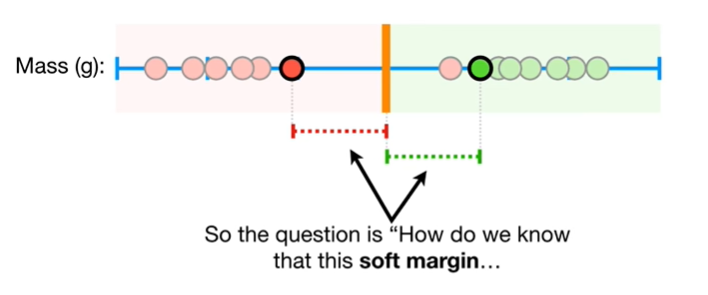 Mass (g):
So the question is “How do we know
that this soft margin…